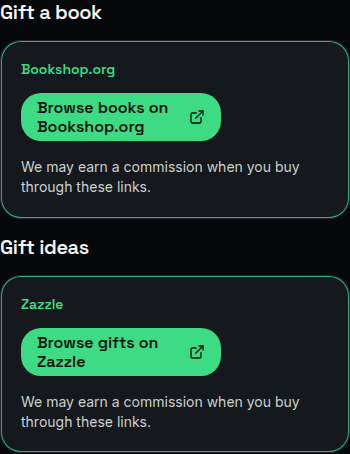 Gift a book
Bookshop.org
Browse books on
Bookshop.org
We may earn a commission when you buy
through these links.
Gift ideas
Zazzle
Browse gifts on
Zazzle
We may earn a commission when you buy
through these links.